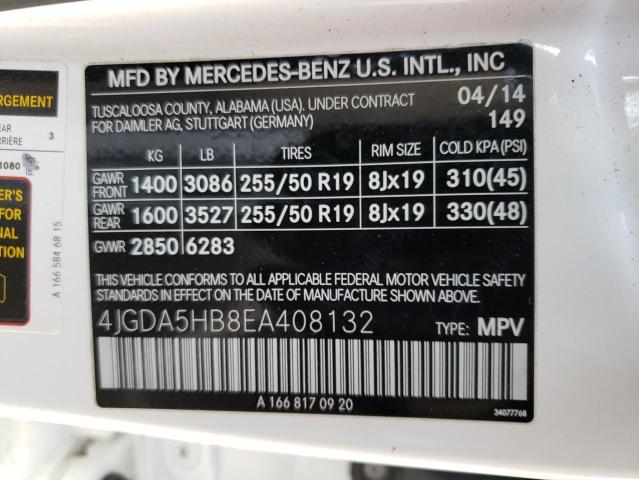 MFD BY MERCEDES-BENZ U.S. INTL., INC
TUSCALOOSA COUNTY, ALABAMA (USA). UNDER CONTRACT 04/14
FOR DAIMLER AG, STUTTGART (GERMANY) 149
KG LB TIRES RIM SIZE COLD KPA (PSI)
GAWR FRONT 1400 3086 255/50 R19 8Jx19 310(45)
GAWR REAR 1600 3527 255/50 R19 8Jx19 330(48)
GVWR 2850 6283
THIS VEHICLE CONFORMS TO ALL APPLICABLE FEDERAL MOTOR VEHICLE SAFETY
STANDARDS IN EFFECT ON THE DATE OF MANUFACTURE SHOWN ABOVE.
4JGDA5HB8EA408132 TYPE: MPV
A 166 817 09 20
34077768
ARGEMENT
3
1080
FOR
A 166 584 68 15